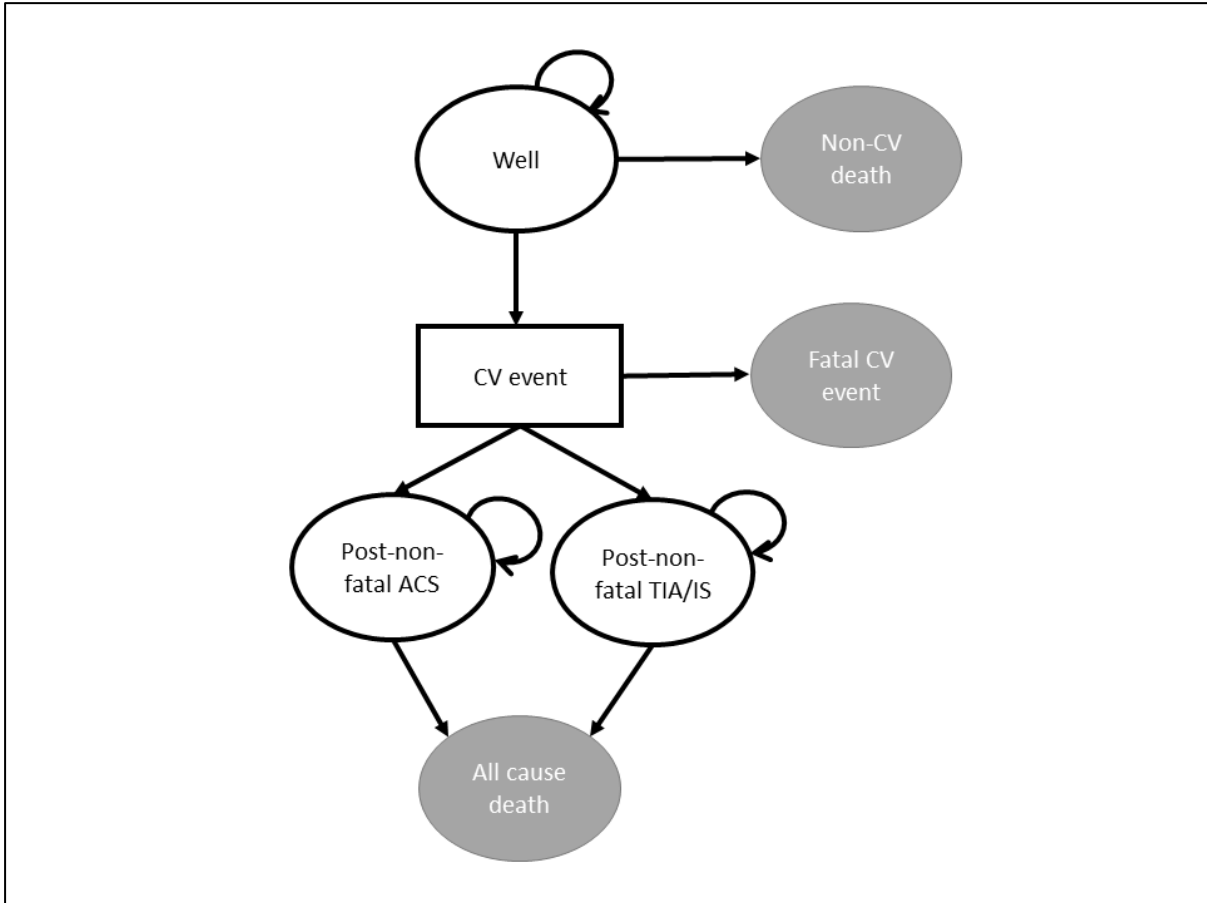 Well
Non-CV
death
CV event
Fatal CV
event
Post-non-
fatal ACS
Post-non-
fatal TIA/IS
All cause
death